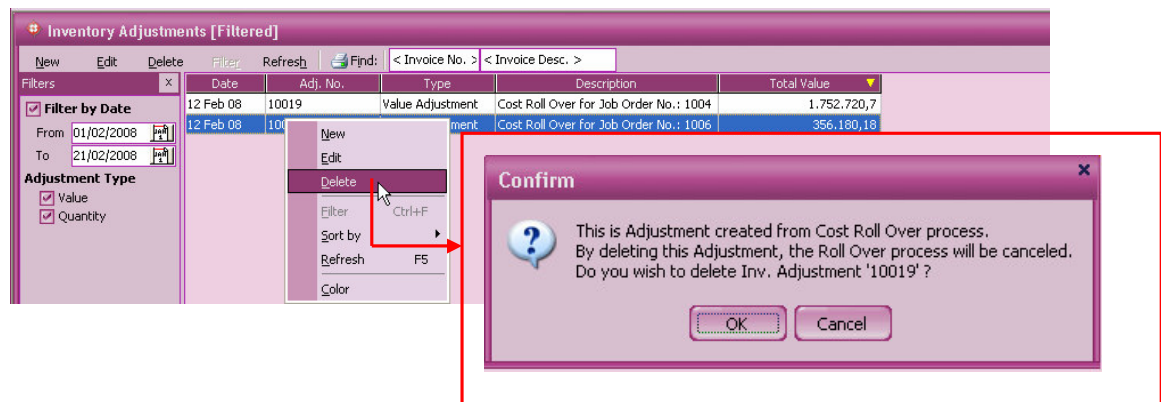 Inventory Adjustments [Filtered]
New Edit Delete Filter Refresh Find: < Invoice No. > < Invoice Desc. >
Filters x
Date Adj. No. Type Description Total Value
Filter by Date
From 01/02/2008
To 21/02/2008
Adjustment Type
Value
Quantity
12 Feb 08 10019 Value Adjustment Cost Roll Over for Job Order No.: 1004 1.752.720,7
12 Feb 08 Cost Roll Over for Job Order No.: 1006 356.180,18
New
Edit
Delete
Filter Ctrl+F
Sort by
Refresh F5
Color
Confirm x
This is Adjustment created from Cost Roll Over process.
By deleting this Adjustment, the Roll Over process will be canceled.
Do you wish to delete Inv. Adjustment '10019' ?
OK Cancel